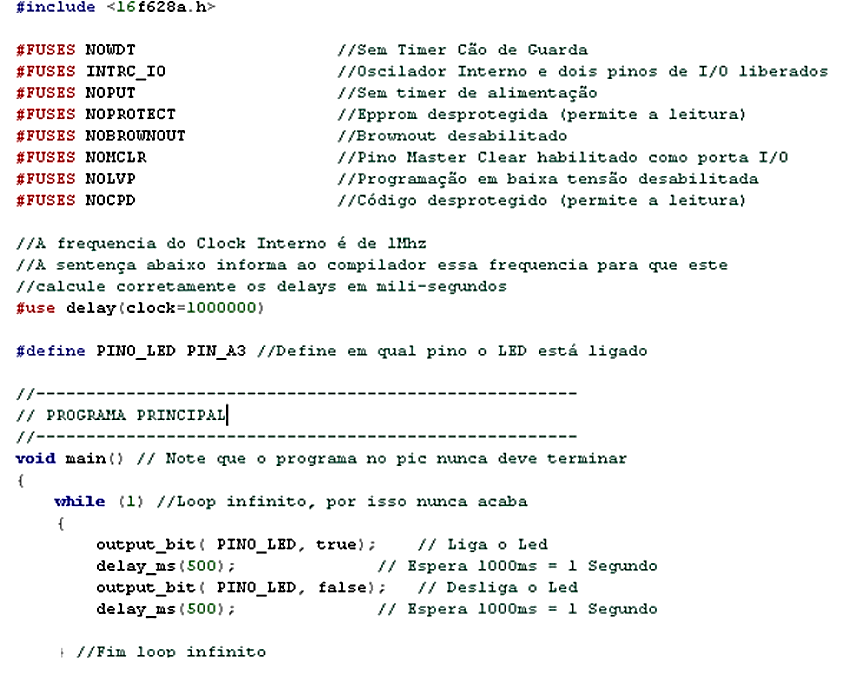 #include <16f628a.h>
#FUSES NOWDT //Sem Timer Cão de Guarda
#FUSES INTRC_IO //Oscilador Interno e dois pinos de I/O liberados
#FUSES NOPUT //Sem timer de alimentação
#FUSES NOPROTECT //Epprom desprotegida (permite a leitura)
#FUSES NOBROWNOUT //Brownout desabilitado
#FUSES NOMCLR //Pino Master Clear habilitado como porta I/O
#FUSES NOLVP //Programação em baixa tensão desabilitada
#FUSES NOCPD //Código desprotegido (permite a leitura)
//A frequencia do Clock Interno é de 1Mhz
//A sentença abaixo informa ao compilador essa frequencia para que este
//calcule corretamente os delays em mili-segundos
#use delay(clock=1000000)
#define PINO_LED PIN_A3 //Define em qual pino o LED está ligado
//------------------------------------------------------
// PROGRAMA PRINCIPAL
//------------------------------------------------------
void main() // Note que o programa no pic nunca deve terminar
{
while (1) //Loop infinito, por isso nunca acaba
{
output_bit( PINO_LED, true); // Liga o Led
delay_ms(500); // Espera 1000ms = 1 Segundo
output_bit( PINO_LED, false); // Desliga o Led
delay_ms(500); // Espera 1000ms = 1 Segundo
} //Fim loop infinito